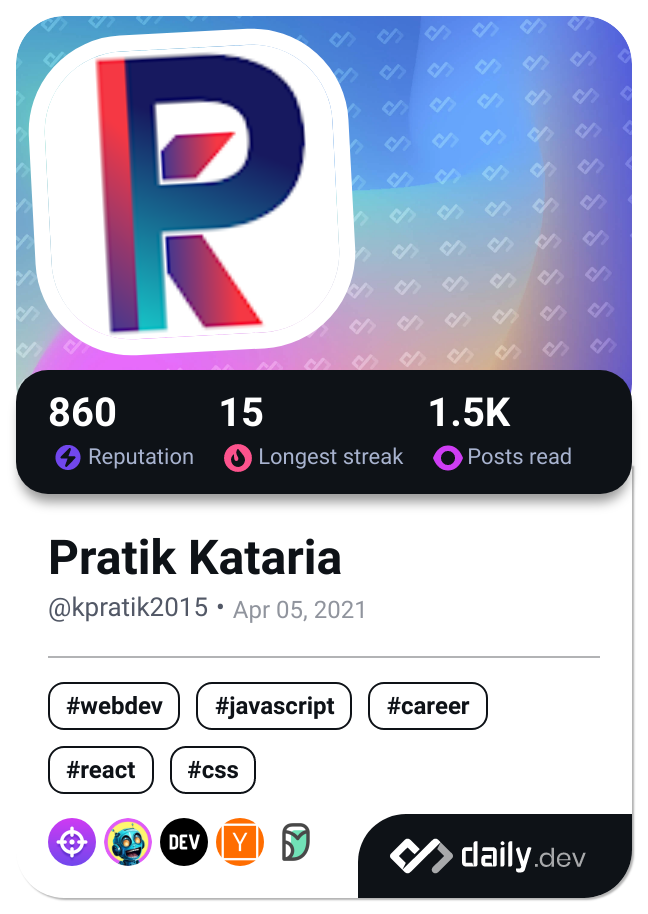 860 15 1.5K
Reputation Longest streak Posts read
Pratik Kataria
@kpratik2015 • Apr 05, 2021
#webdev #javascript #career
#react #css
DEV Y
daily.dev